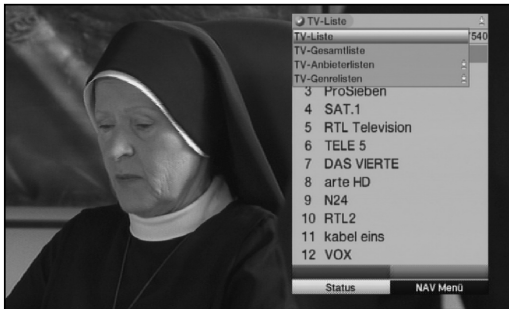 TV-Liste
TV-Liste
540
TV-Gesamtliste
TV-Anbieterlisten
TV-Genrelisten
3 ProSieben
4 SAT.1
5 RTL Television
6 TELE 5
7 DAS VIERTE
8 arte HD
9 N24
10 RTL2
11 kabel eins
12 VOX
Status NAV Menü